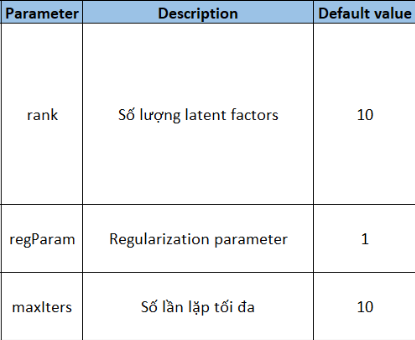 Parameter Description Default value
rank Số lượng latent factors 10
regParam Regularization parameter 1
maxIters Số lần lặp tối đa 10